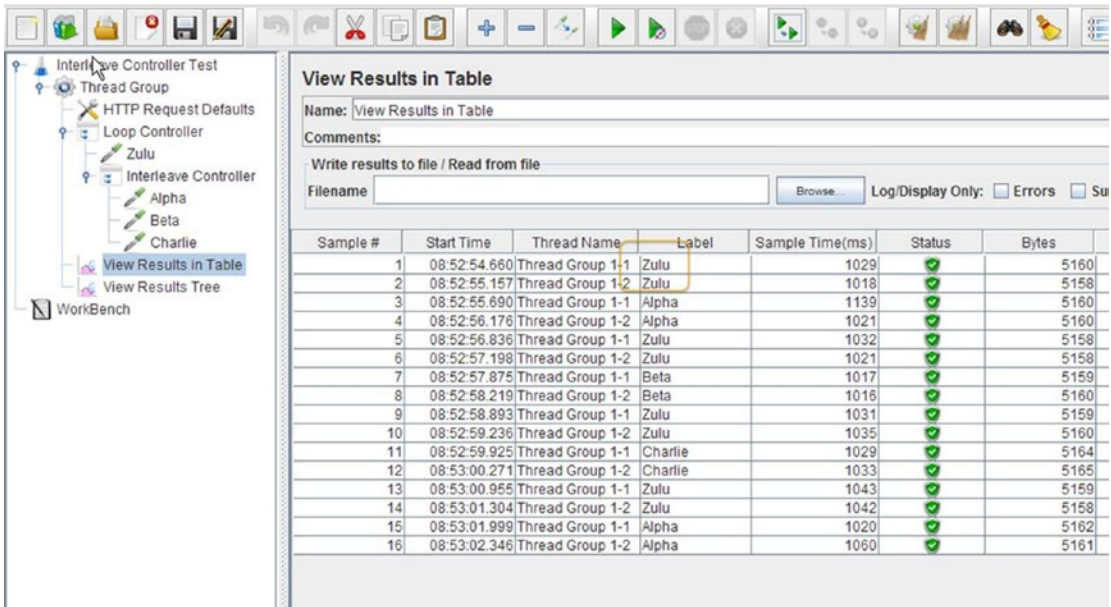 Interleave Controller Test
Thread Group
HTTP Request Defaults
Loop Controller
Zulu
Interleave Controller
Alpha
Beta
Charlie
View Results in Table
View Results Tree
WorkBench
View Results in Table
Name: View Results in Table
Comments:
Write results to file / Read from file
Filename Browse... Log/Display Only: Errors Su
Sample # Start Time Thread Name Label Sample Time(ms) Status Bytes
1 08:52:54.660 Thread Group 1-1 Zulu 1029 5160
2 08:52:55.157 Thread Group 1-2 Zulu 1018 5158
3 08:52:55.690 Thread Group 1-1 Alpha 1139 5160
4 08:52:56.176 Thread Group 1-2 Alpha 1021 5160
5 08:52:56.836 Thread Group 1-1 Zulu 1032 5158
6 08:52:57.198 Thread Group 1-2 Zulu 1021 5158
7 08:52:57.875 Thread Group 1-1 Beta 1017 5159
8 08:52:58.219 Thread Group 1-2 Beta 1016 5160
9 08:52:58.893 Thread Group 1-1 Zulu 1031 5159
10 08:52:59.236 Thread Group 1-2 Zulu 1035 5160
11 08:52:59.925 Thread Group 1-1 Charlie 1029 5164
12 08:53:00.271 Thread Group 1-2 Charlie 1033 5165
13 08:53:00.955 Thread Group 1-1 Zulu 1043 5159
14 08:53:01.304 Thread Group 1-2 Zulu 1042 5158
15 08:53:01.999 Thread Group 1-1 Alpha 1020 5162
16 08:53:02.346 Thread Group 1-2 Alpha 1060 5161